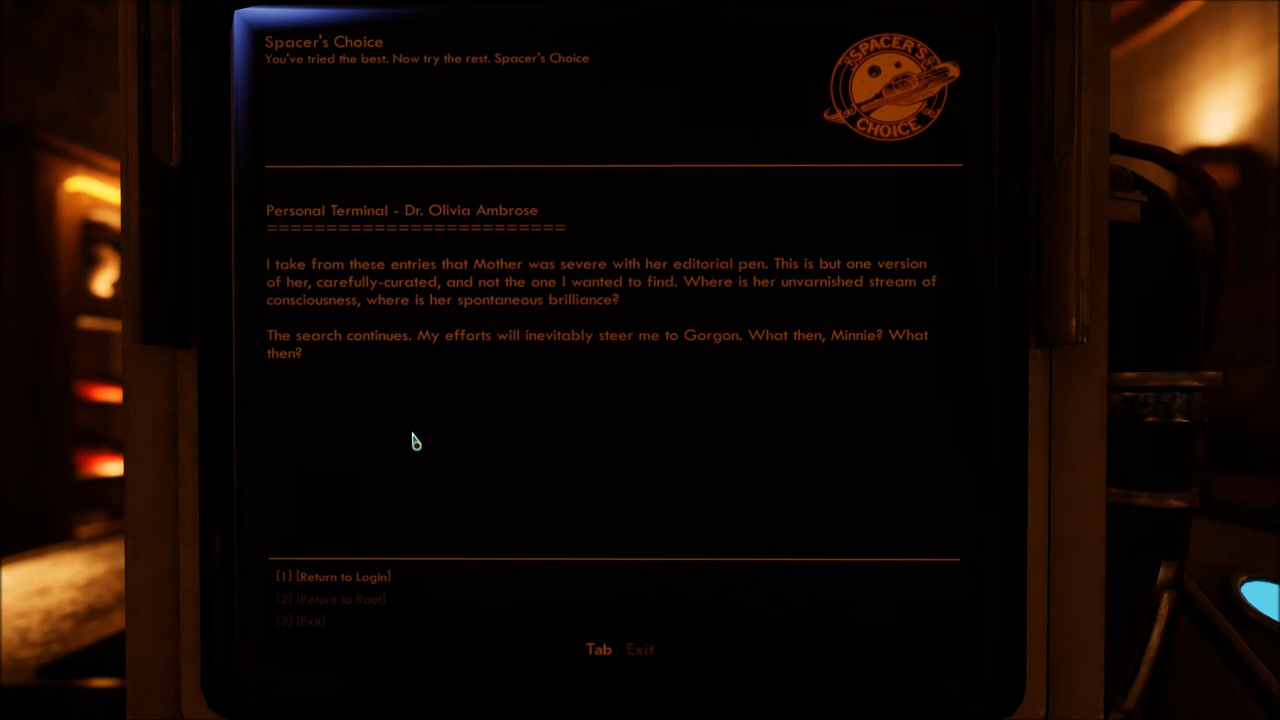 Spacer's Choice
You've tried the best. Now try the rest. Spacer's Choice
SPACER'S
CHOICE
Personal Terminal - Dr. Olivia Ambrose
=========================
I take from these entries that Mother was severe with her editorial pen. This is but one version
of her, carefully-curated, and not the one I wanted to find. Where is her unvarnished stream of
consciousness, where is her spontaneous brilliance?
The search continues. My efforts will inevitably steer me to Gorgon. What then, Minnie? What
then?
[1] [Return to Login]
[2] [Return to Root]
[3] [Exit]
Tab Exit